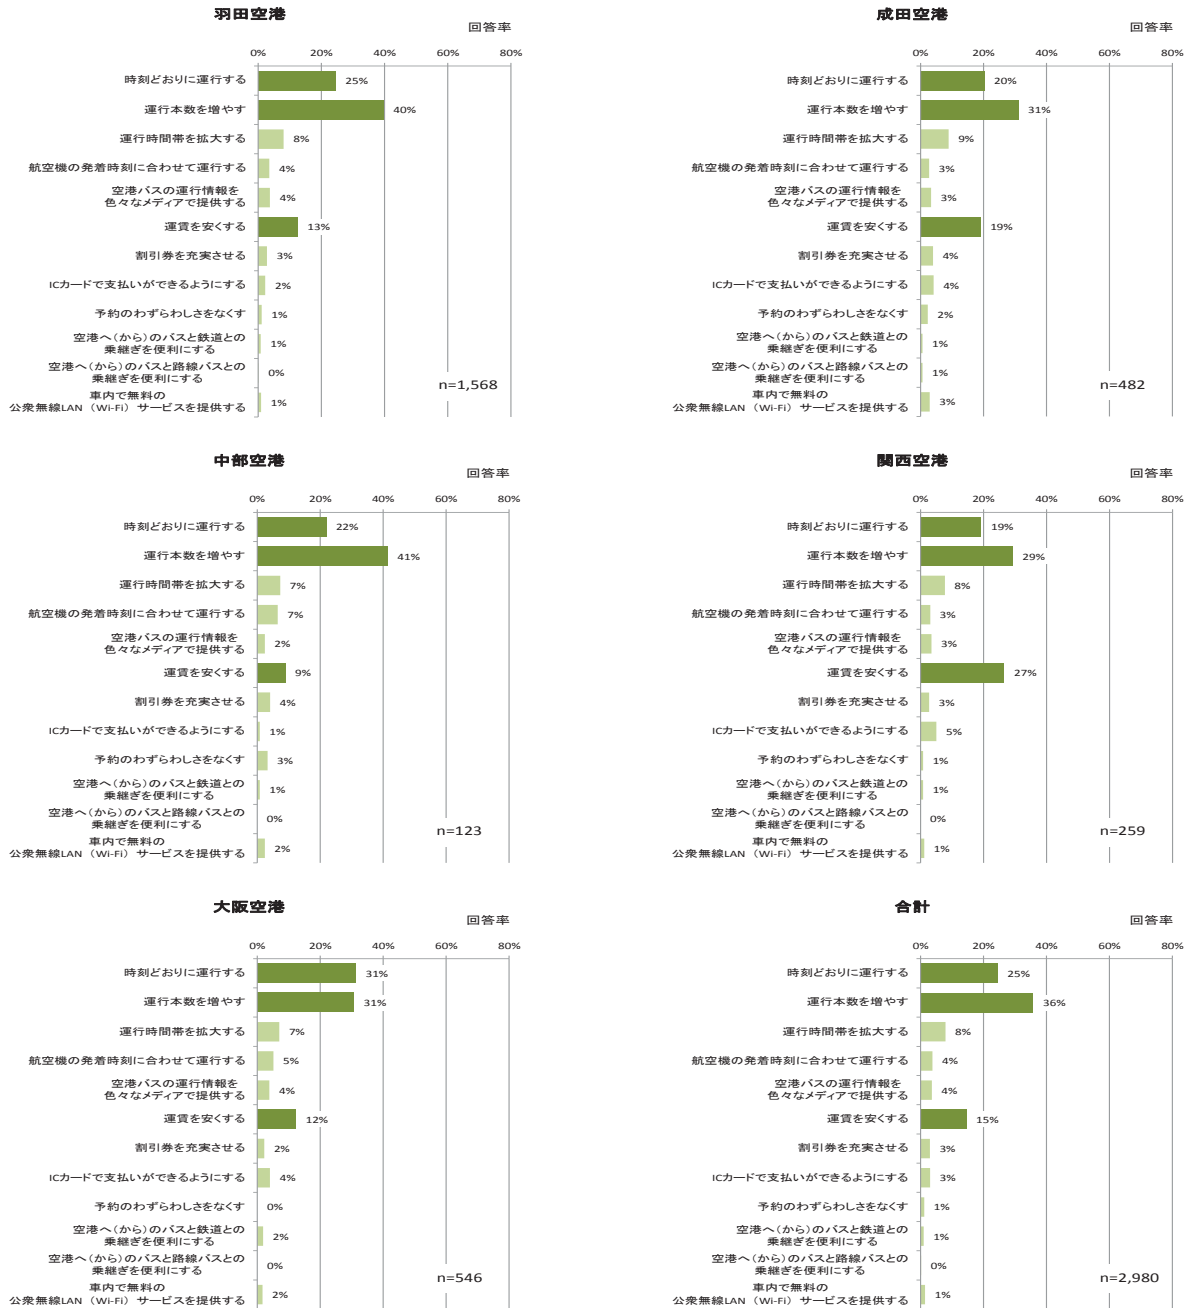 羽田空港
回答率
0% 20% 40% 60% 80%
時刻どおりに運行する 25%
運行本数を増やす 40%
運行時間帯を拡大する 8%
航空機の発着時刻に合わせて運行する 4%
空港バスの運行情報を
色々なメディアで提供する 4%
運賃を安くする 13%
割引券を充実させる 3%
ICカードで支払いができるようにする 2%
予約のわずらわしさをなくす 1%
空港へ(から)のバスと鉄道との
乗継ぎを便利にする 1%
空港へ(から)のバスと路線バスとの
乗継ぎを便利にする 0%
車内で無料の
公衆無線LAN（Wi-Fi）サービスを提供する 1%
n=1,568
成田空港
回答率
0% 20% 40% 60% 80%
時刻どおりに運行する 20%
運行本数を増やす 31%
運行時間帯を拡大する 9%
航空機の発着時刻に合わせて運行する 3%
空港バスの運行情報を
色々なメディアで提供する 3%
運賃を安くする 19%
割引券を充実させる 4%
ICカードで支払いができるようにする 4%
予約のわずらわしさをなくす 2%
空港へ(から)のバスと鉄道との
乗継ぎを便利にする 1%
空港へ(から)のバスと路線バスとの
乗継ぎを便利にする 1%
車内で無料の
公衆無線LAN（Wi-Fi）サービスを提供する 3%
n=482
中部空港
回答率
0% 20% 40% 60% 80%
時刻どおりに運行する 22%
運行本数を増やす 41%
運行時間帯を拡大する 7%
航空機の発着時刻に合わせて運行する 7%
空港バスの運行情報を
色々なメディアで提供する 2%
運賃を安くする 9%
割引券を充実させる 4%
ICカードで支払いができるようにする 1%
予約のわずらわしさをなくす 3%
空港へ(から)のバスと鉄道との
乗継ぎを便利にする 1%
空港へ(から)のバスと路線バスとの
乗継ぎを便利にする 0%
車内で無料の
公衆無線LAN（Wi-Fi）サービスを提供する 2%
n=123
関西空港
回答率
0% 20% 40% 60% 80%
時刻どおりに運行する 19%
運行本数を増やす 29%
運行時間帯を拡大する 8%
航空機の発着時刻に合わせて運行する 3%
空港バスの運行情報を
色々なメディアで提供する 3%
運賃を安くする 27%
割引券を充実させる 3%
ICカードで支払いができるようにする 5%
予約のわずらわしさをなくす 1%
空港へ(から)のバスと鉄道との
乗継ぎを便利にする 1%
空港へ(から)のバスと路線バスとの
乗継ぎを便利にする 0%
車内で無料の
公衆無線LAN（Wi-Fi）サービスを提供する 1%
n=259
大阪空港
回答率
0% 20% 40% 60% 80%
時刻どおりに運行する 31%
運行本数を増やす 31%
運行時間帯を拡大する 7%
航空機の発着時刻に合わせて運行する 5%
空港バスの運行情報を
色々なメディアで提供する 4%
運賃を安くする 12%
割引券を充実させる 2%
ICカードで支払いができるようにする 4%
予約のわずらわしさをなくす 0%
空港へ(から)のバスと鉄道との
乗継ぎを便利にする 2%
空港へ(から)のバスと路線バスとの
乗継ぎを便利にする 0%
車内で無料の
公衆無線LAN（Wi-Fi）サービスを提供する 2%
n=546
合計
回答率
0% 20% 40% 60% 80%
時刻どおりに運行する 25%
運行本数を増やす 36%
運行時間帯を拡大する 8%
航空機の発着時刻に合わせて運行する 4%
空港バスの運行情報を
色々なメディアで提供する 4%
運賃を安くする 15%
割引券を充実させる 3%
ICカードで支払いができるようにする 3%
予約のわずらわしさをなくす 1%
空港へ(から)のバスと鉄道との
乗継ぎを便利にする 1%
空港へ(から)のバスと路線バスとの
乗継ぎを便利にする 0%
車内で無料の
公衆無線LAN（Wi-Fi）サービスを提供する 1%
n=2,980